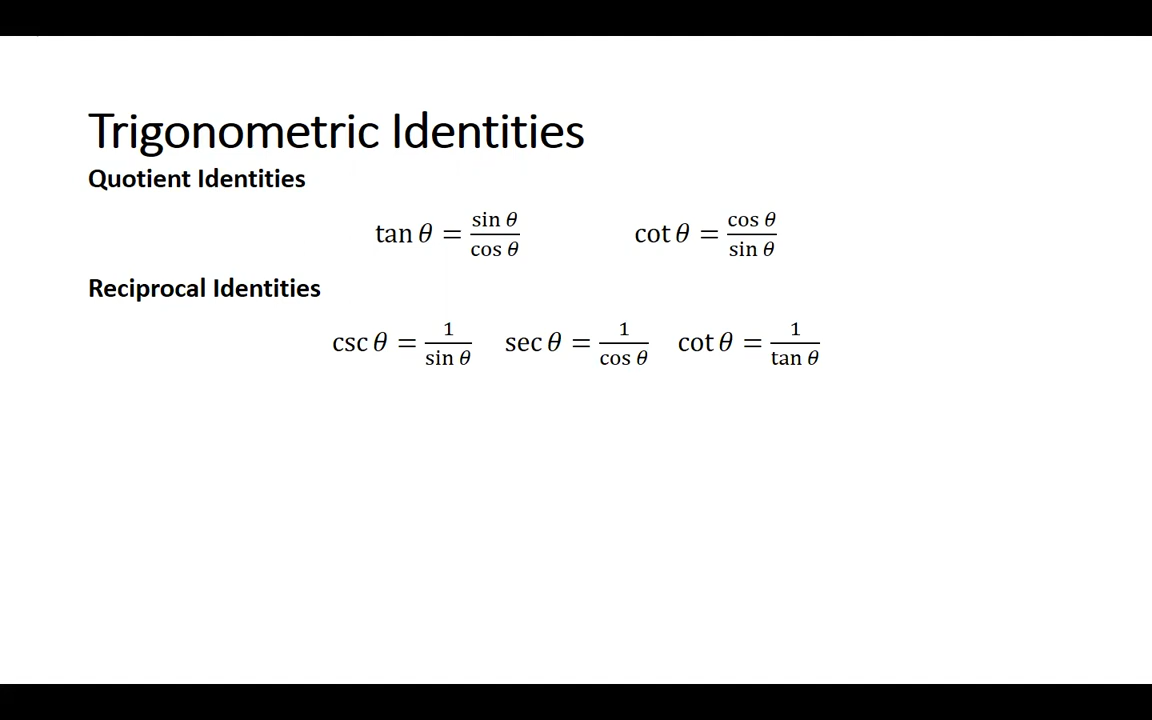 Trigonometric Identities
Quotient Identities
tan θ = sin θ / cos θ    cot θ = cos θ / sin θ
Reciprocal Identities
csc θ = 1 / sin θ    sec θ = 1 / cos θ    cot θ = 1 / tan θ